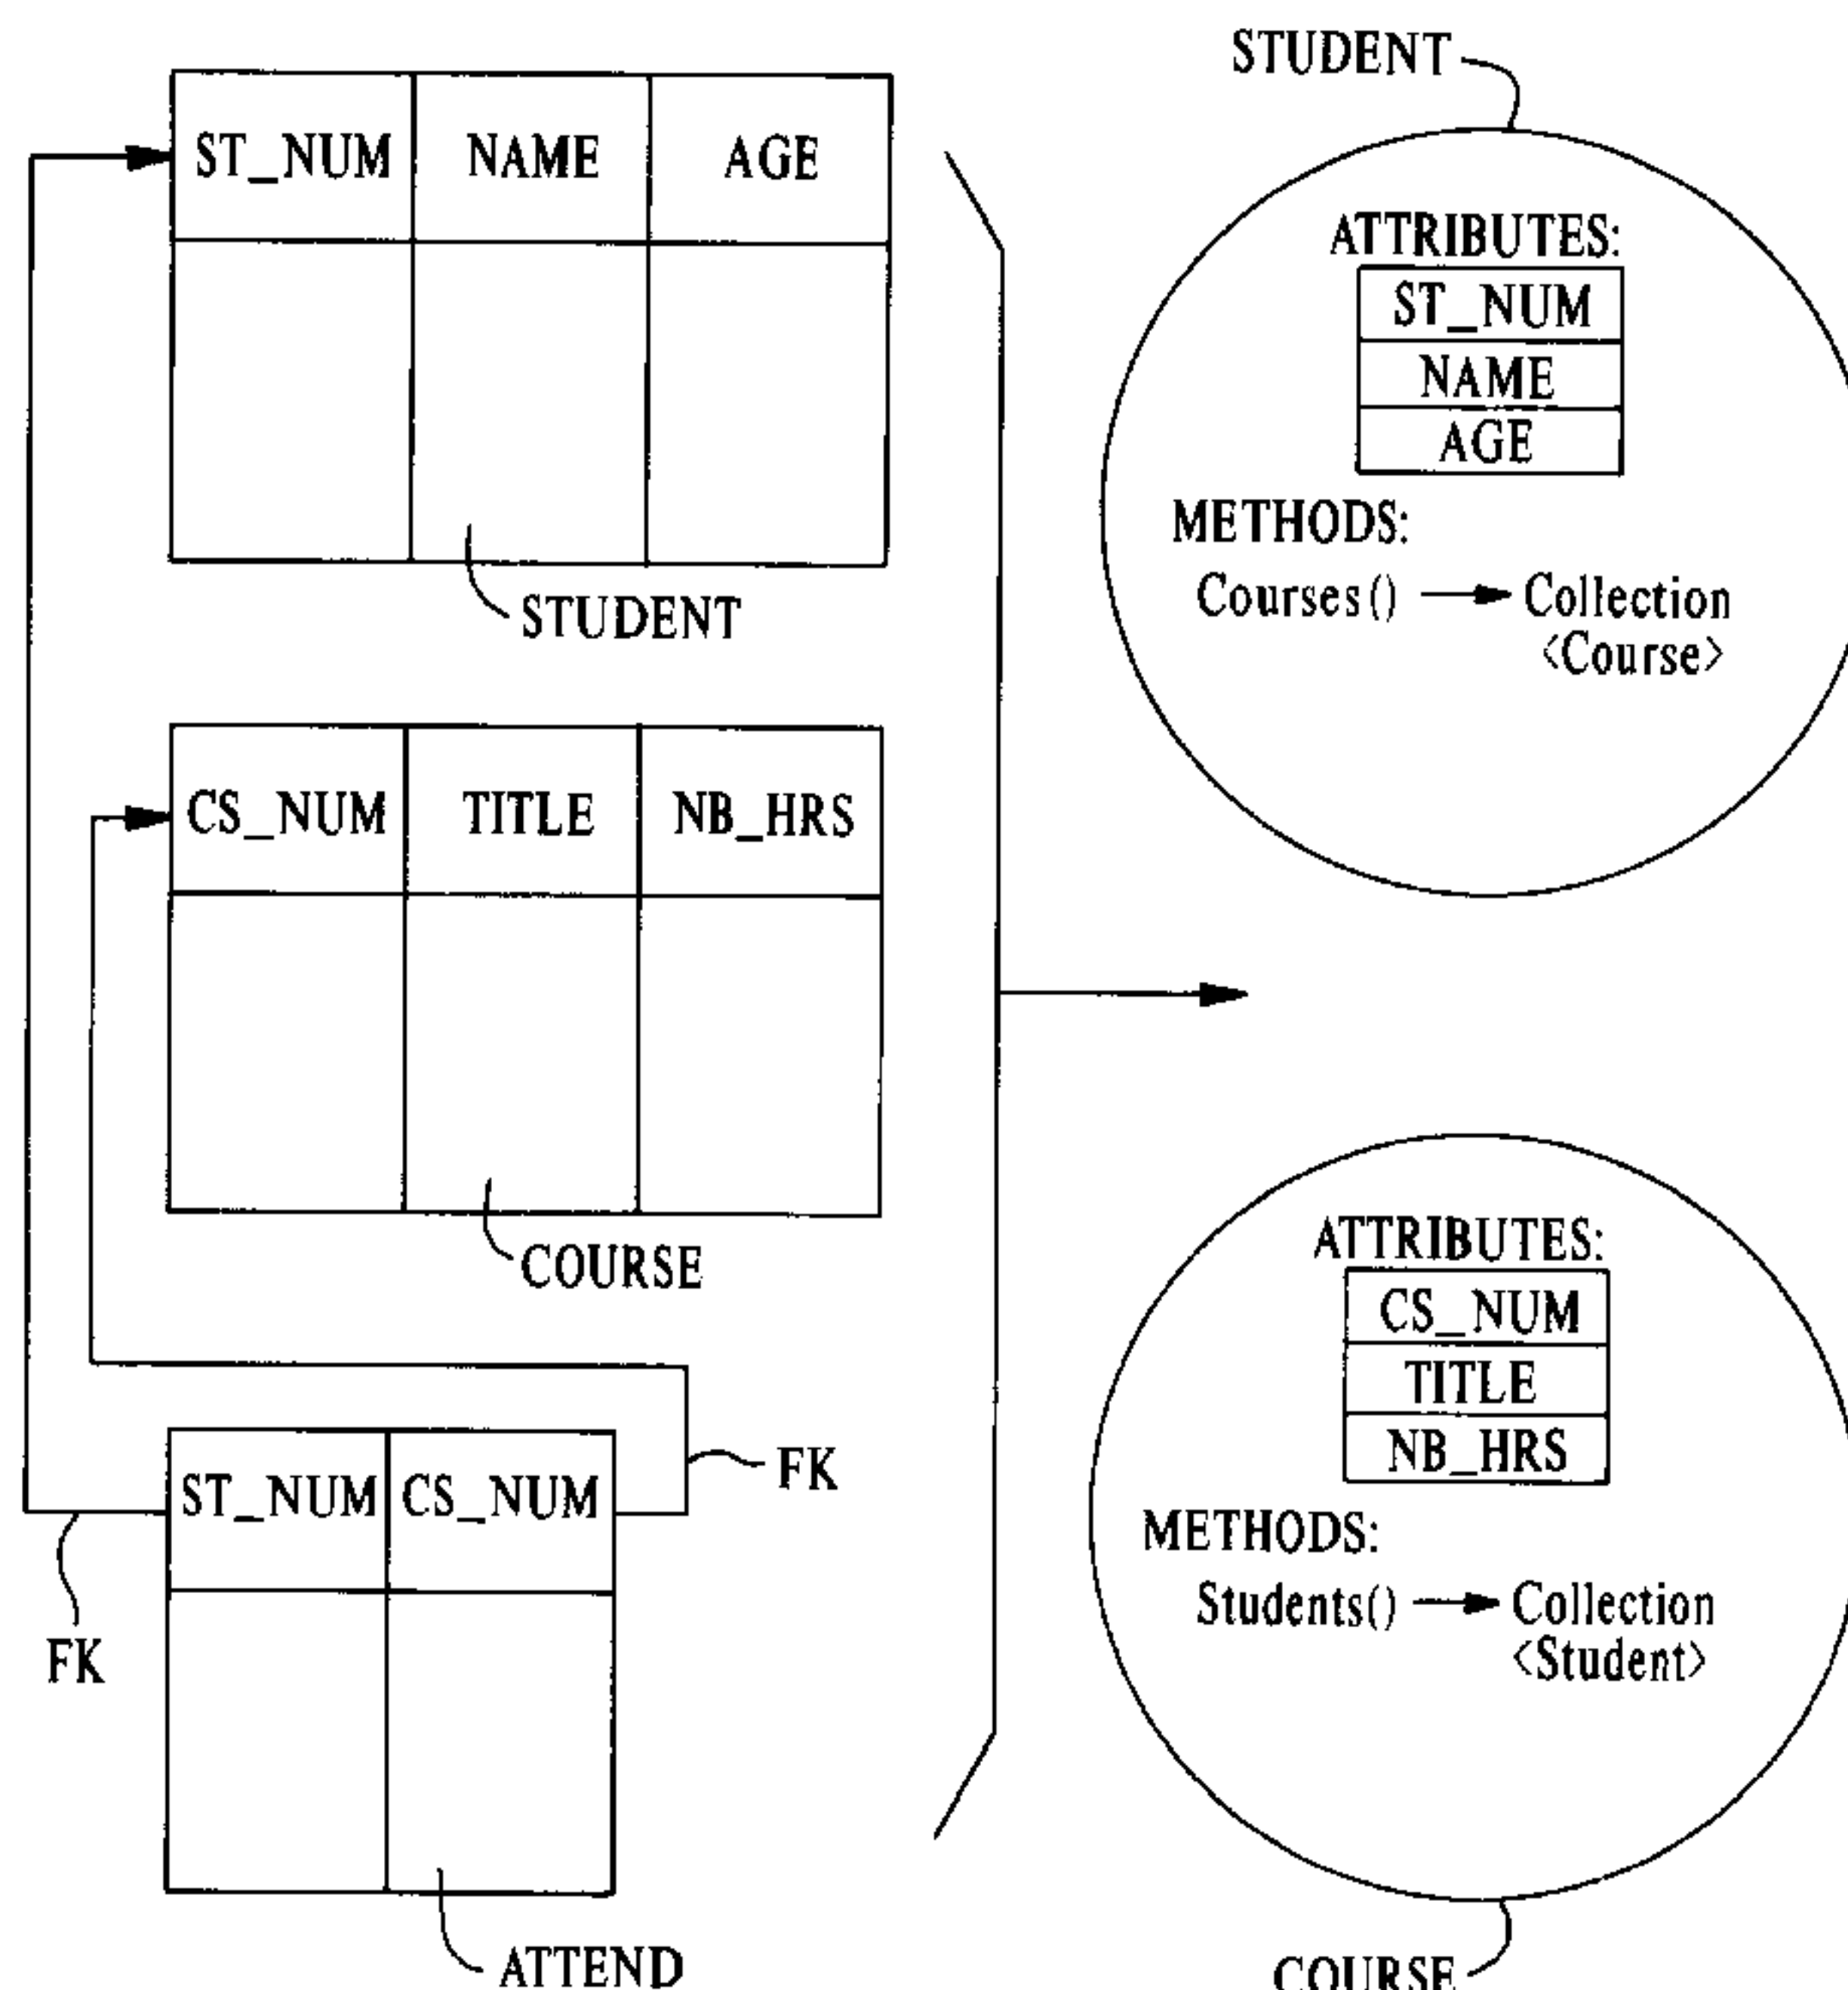 ST_NUM NAME AGE
STUDENT
CS_NUM TITLE NB_HRS
COURSE
ST_NUM CS_NUM
FK
FK
ATTEND
STUDENT
ATTRIBUTES:
ST_NUM
NAME
AGE
METHODS:
Courses() Collection
<Course>
ATTRIBUTES:
CS_NUM
TITLE
NB_HRS
METHODS:
Students() Collection
<Student>
COURSE